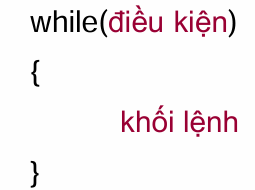 while(điều kiện)
{
khối lệnh
}